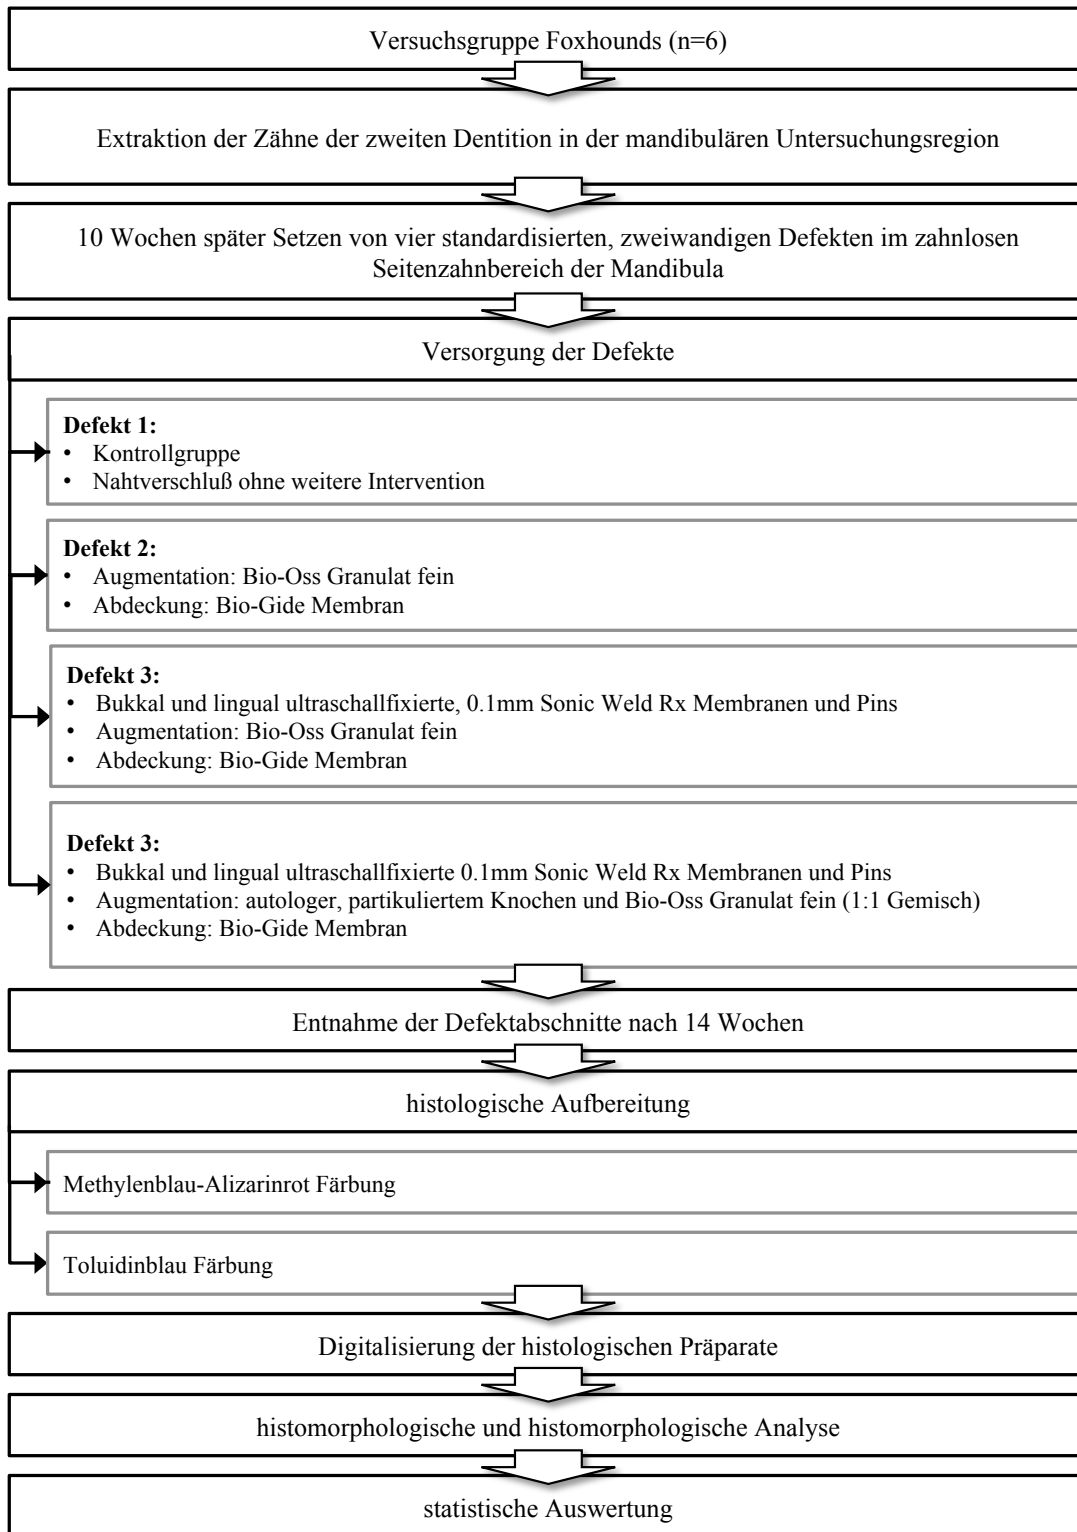 Versuchsgruppe Foxhounds (n=6)
Extraktion der Zähne der zweiten Dentition in der mandibulären Untersuchungsregion
10 Wochen später Setzen von vier standardisierten, zweiwandigen Defekten im zahnlosen
Seitenzahnbereich der Mandibula
Versorgung der Defekte
Defekt 1:
• Kontrollgruppe
• Nahtverschluß ohne weitere Intervention
Defekt 2:
• Augmentation: Bio-Oss Granulat fein
• Abdeckung: Bio-Gide Membran
Defekt 3:
• Bukkal und lingual ultraschallfixierte, 0.1mm Sonic Weld Rx Membranen und Pins
• Augmentation: Bio-Oss Granulat fein
• Abdeckung: Bio-Gide Membran
Defekt 3:
• Bukkal und lingual ultraschallfixierte 0.1mm Sonic Weld Rx Membranen und Pins
• Augmentation: autologer, partikuliertem Knochen und Bio-Oss Granulat fein (1:1 Gemisch)
• Abdeckung: Bio-Gide Membran
Entnahme der Defektabschnitte nach 14 Wochen
histologische Aufbereitung
Methylenblau-Alizarinrot Färbung
Toluidinblau Färbung
Digitalisierung der histologischen Präparate
histomorphologische und histomorphologische Analyse
statistische Auswertung